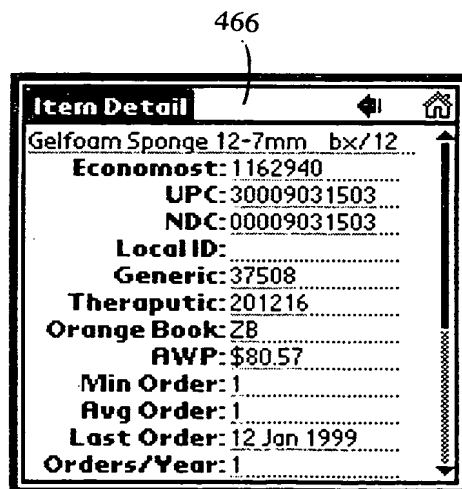 466
Item Detail
Gelfoam Sponge 12-7mm bx/12
Economost: 1162940
UPC: 30009031503
NDC: 00009031503
Local ID:
Generic: 37508
Theraputic: 201216
Orange Book: ZB
AWP: $80.57
Min Order: 1
Avg Order: 1
Last Order: 12 Jan 1999
Orders/Year: 1